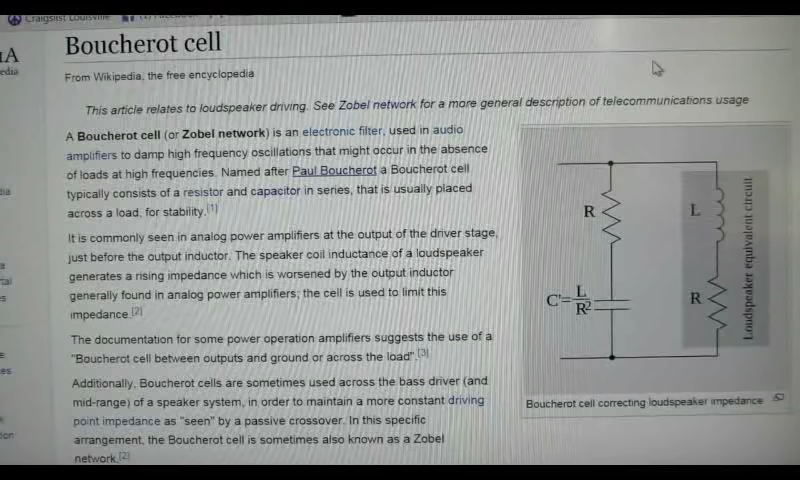 Craigslist Louisville
IA
edia
Boucherot cell
From Wikipedia, the free encyclopedia
This article relates to loudspeaker driving. See Zobel network for a more general description of telecommunications usage
A Boucherot cell (or Zobel network) is an electronic filter, used in audio
amplifiers to damp high frequency oscillations that might occur in the absence
of loads at high frequencies. Named after Paul Boucherot a Boucherot cell
typically consists of a resistor and capacitor in series, that is usually placed
across a load, for stability.[1]
It is commonly seen in analog power amplifiers at the output of the driver stage,
just before the output inductor. The speaker coil inductance of a loudspeaker
generates a rising impedance which is worsened by the output inductor
generally found in analog power amplifiers; the cell is used to limit this
impedance.[2]
The documentation for some power operation amplifiers suggests the use of a
"Boucherot cell between outputs and ground or across the load".[3]
Additionally, Boucherot cells are sometimes used across the bass driver (and
mid-range) of a speaker system, in order to maintain a more constant driving
point impedance as "seen" by a passive crossover. In this specific
arrangement, the Boucherot cell is sometimes also known as a Zobel
network.[2]
R
C'=L/R²
L
R
Loudspeaker equivalent circuit
Boucherot cell correcting loudspeaker impedance